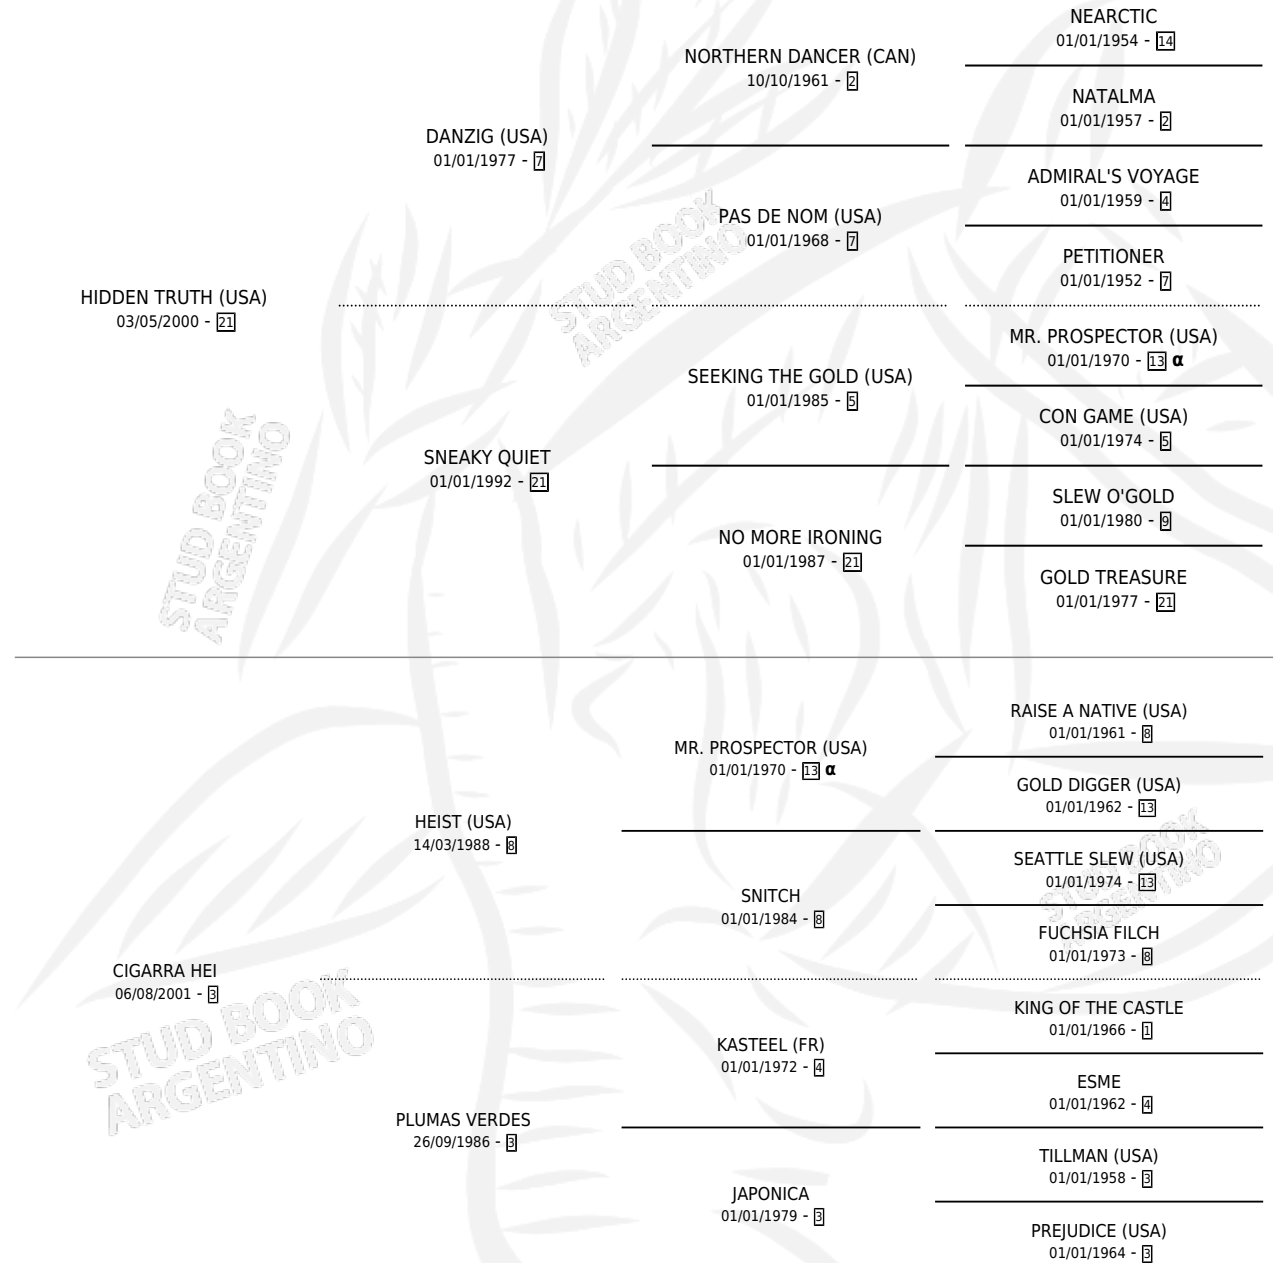 NEARCTIC
01/01/1954 - 14
NORTHERN DANCER (CAN)
10/10/1961 - 2
NATALMA
01/01/1957 - 2
DANZIG (USA)
01/01/1977 - 7
ADMIRAL'S VOYAGE
01/01/1959 - 4
PAS DE NOM (USA)
01/01/1968 - 7
PETITIONER
01/01/1952 - 7
STUD BOOK
ARGENTINO
HIDDEN TRUTH (USA)
03/05/2000 - 21
MR. PROSPECTOR (USA)
01/01/1970 - 13 α
SEEKING THE GOLD (USA)
01/01/1985 - 5
CON GAME (USA)
01/01/1974 - 5
SNEAKY QUIET
01/01/1992 - 21
SLEW O'GOLD
01/01/1980 - 9
NO MORE IRONING
01/01/1987 - 21
GOLD TREASURE
01/01/1977 - 21
STUD BOOK
ARGENTINO
RAISE A NATIVE (USA)
01/01/1961 - 8
MR. PROSPECTOR (USA)
01/01/1970 - 13 α
GOLD DIGGER (USA)
01/01/1962 - 13
HEIST (USA)
14/03/1988 - 8
SEATTLE SLEW (USA)
01/01/1974 - 13
SNITCH
01/01/1984 - 8
FUCHSIA FILCH
01/01/1973 - 8
STUD BOOK
ARGENTINO
CIGARRA HEI
06/08/2001 - 3
KING OF THE CASTLE
01/01/1966 - 1
KASTEEL (FR)
01/01/1972 - 4
ESME
01/01/1962 - 4
STUD BOOK
ARGENTINO
PLUMAS VERDES
26/09/1986 - 3
TILLMAN (USA)
01/01/1958 - 3
JAPONICA
01/01/1979 - 3
PREJUDICE (USA)
01/01/1964 - 3